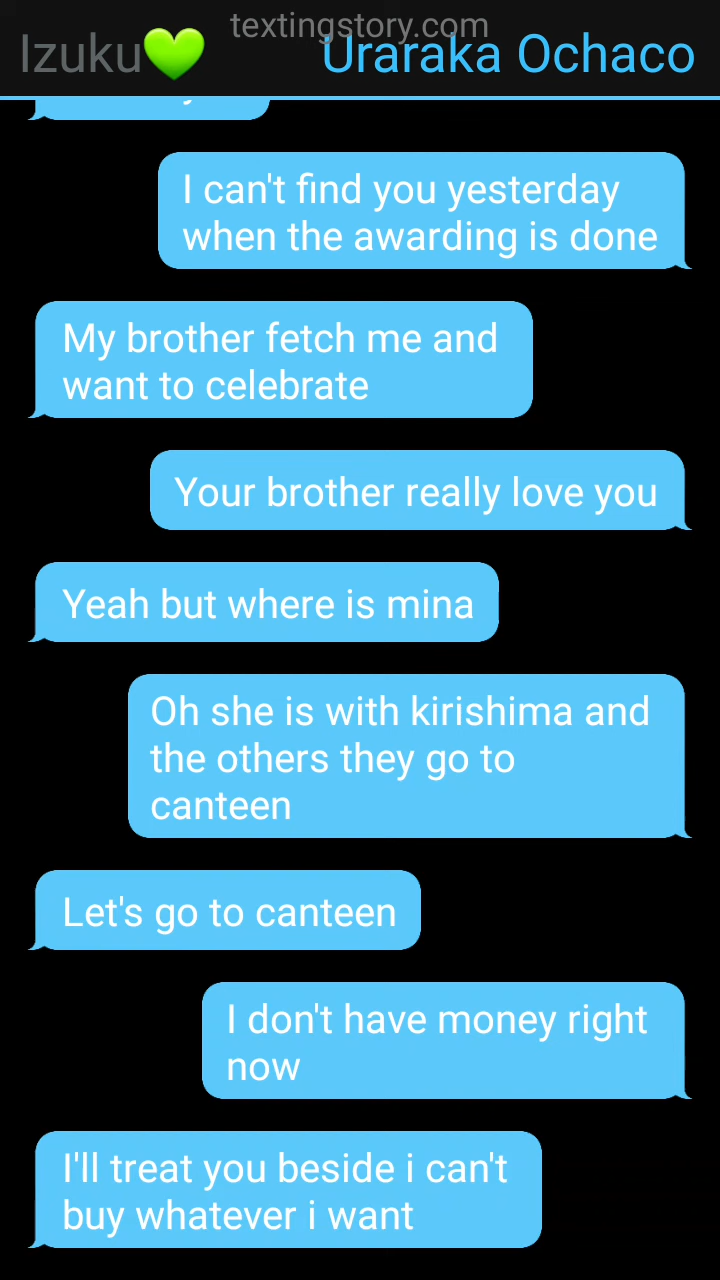 textingstory.com
Izuku💚
Uraraka Ochaco
I can't find you yesterday
when the awarding is done
My brother fetch me and
want to celebrate
Your brother really love you
Yeah but where is mina
Oh she is with kirishima and
the others they go to
canteen
Let's go to canteen
I don't have money right
now
I'll treat you beside i can't
buy whatever i want